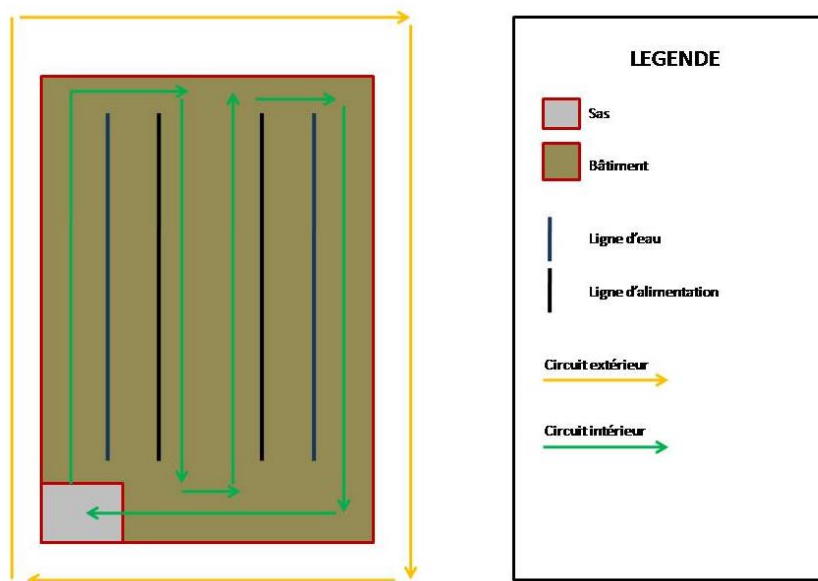 LEGENDE
Sas
Bâtiment
Ligne d'eau
Ligne d'alimentation
Circuit extérieur
Circuit intérieur